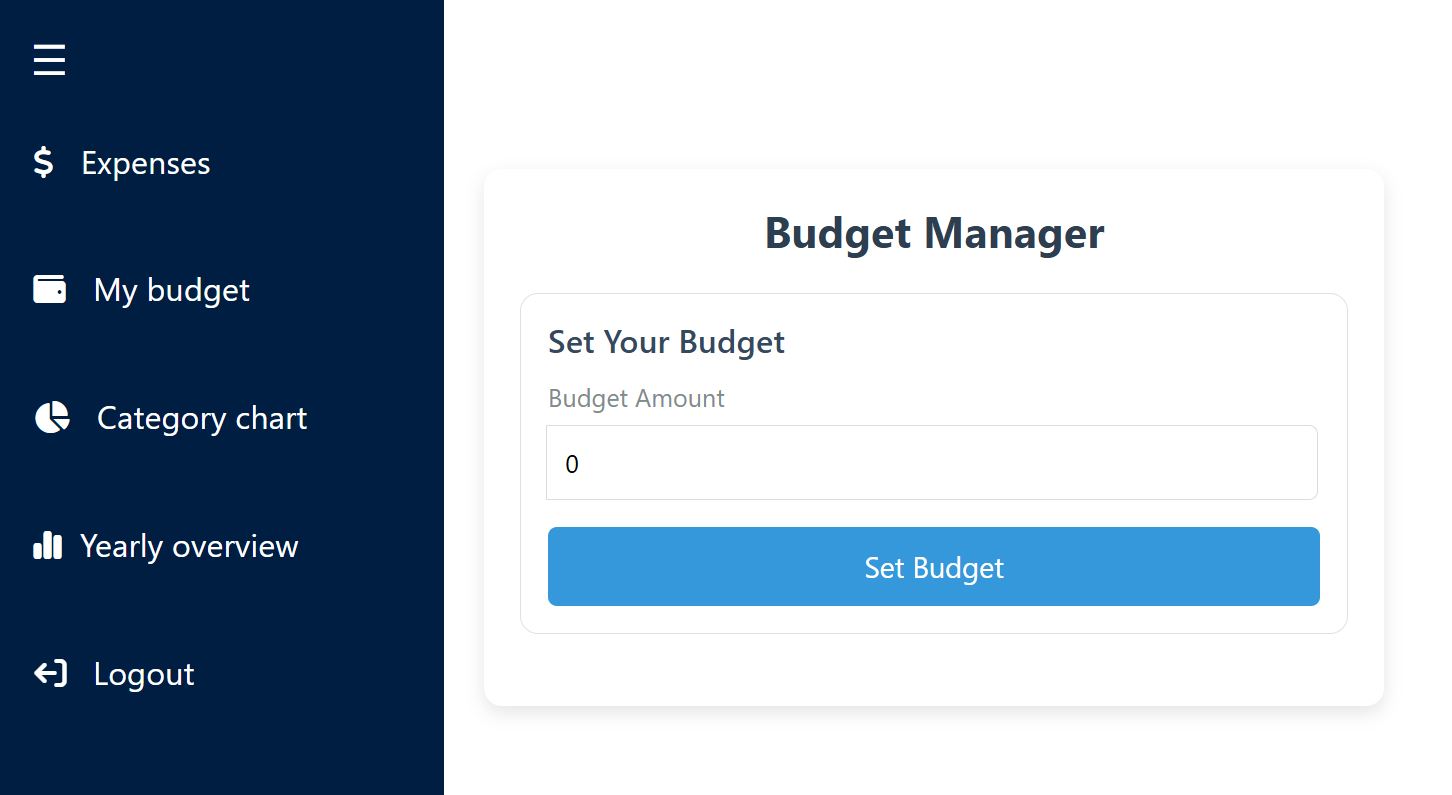 Expenses
My budget
Category chart
Yearly overview
Logout
Budget Manager
Set Your Budget
Budget Amount
0
Set Budget